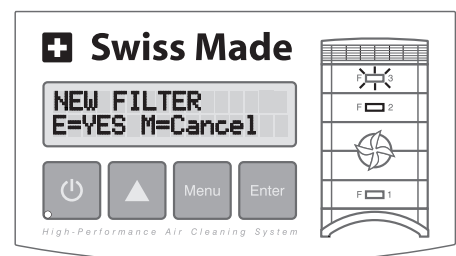 Swiss Made
NEW FILTER
E=YES M=Cancel
Menu
Enter
High-Performance Air Cleaning System
F 3
F 2
F 1